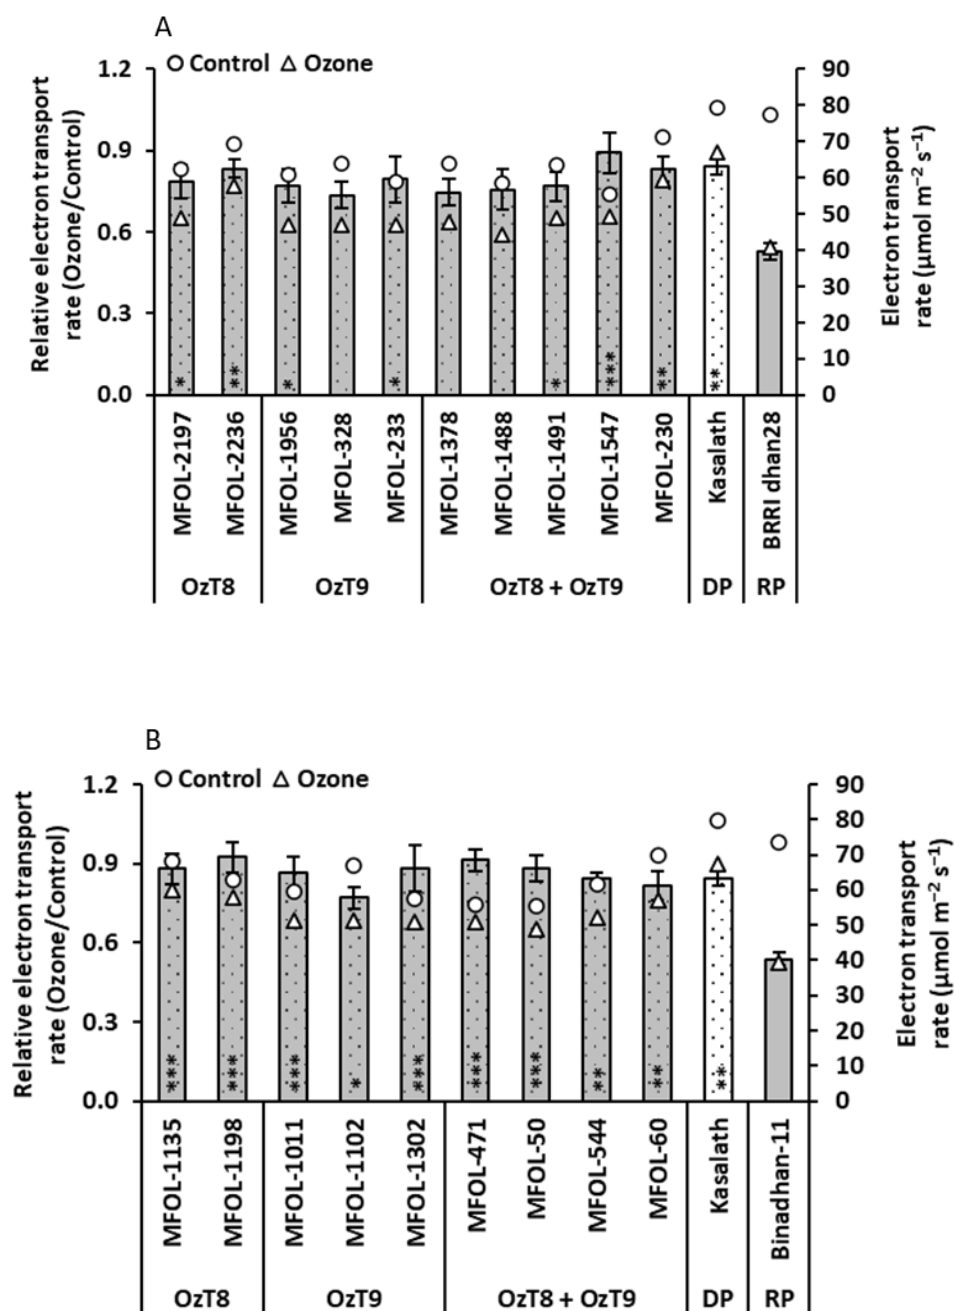 A
Control Ozone
Relative electron transport
rate (Ozone/Control)
1.2
0.9
0.6
0.3
0.0
90
80
70
60
50
40
30
20
10
0
Electron transport
rate (µmol m⁻² s⁻¹)
* ** * * * *** ** **
MFOL-2197
MFOL-2236
MFOL-1956
MFOL-328
MFOL-233
MFOL-1378
MFOL-1488
MFOL-1491
MFOL-1547
MFOL-230
Kasalath
BRRI dhan28
OzT8 OzT9 OzT8 + OzT9 DP RP
B
Control Ozone
Relative electron transport
rate (Ozone/Control)
1.2
0.9
0.6
0.3
0.0
90
80
70
60
50
40
30
20
10
0
Electron transport
rate (µmol m⁻² s⁻¹)
*** *** *** * *** *** *** ** ** **
MFOL-1135
MFOL-1198
MFOL-1011
MFOL-1102
MFOL-1302
MFOL-471
MFOL-50
MFOL-544
MFOL-60
Kasalath
Binadhan-11
OzT8 OzT9 OzT8 + OzT9 DP RP